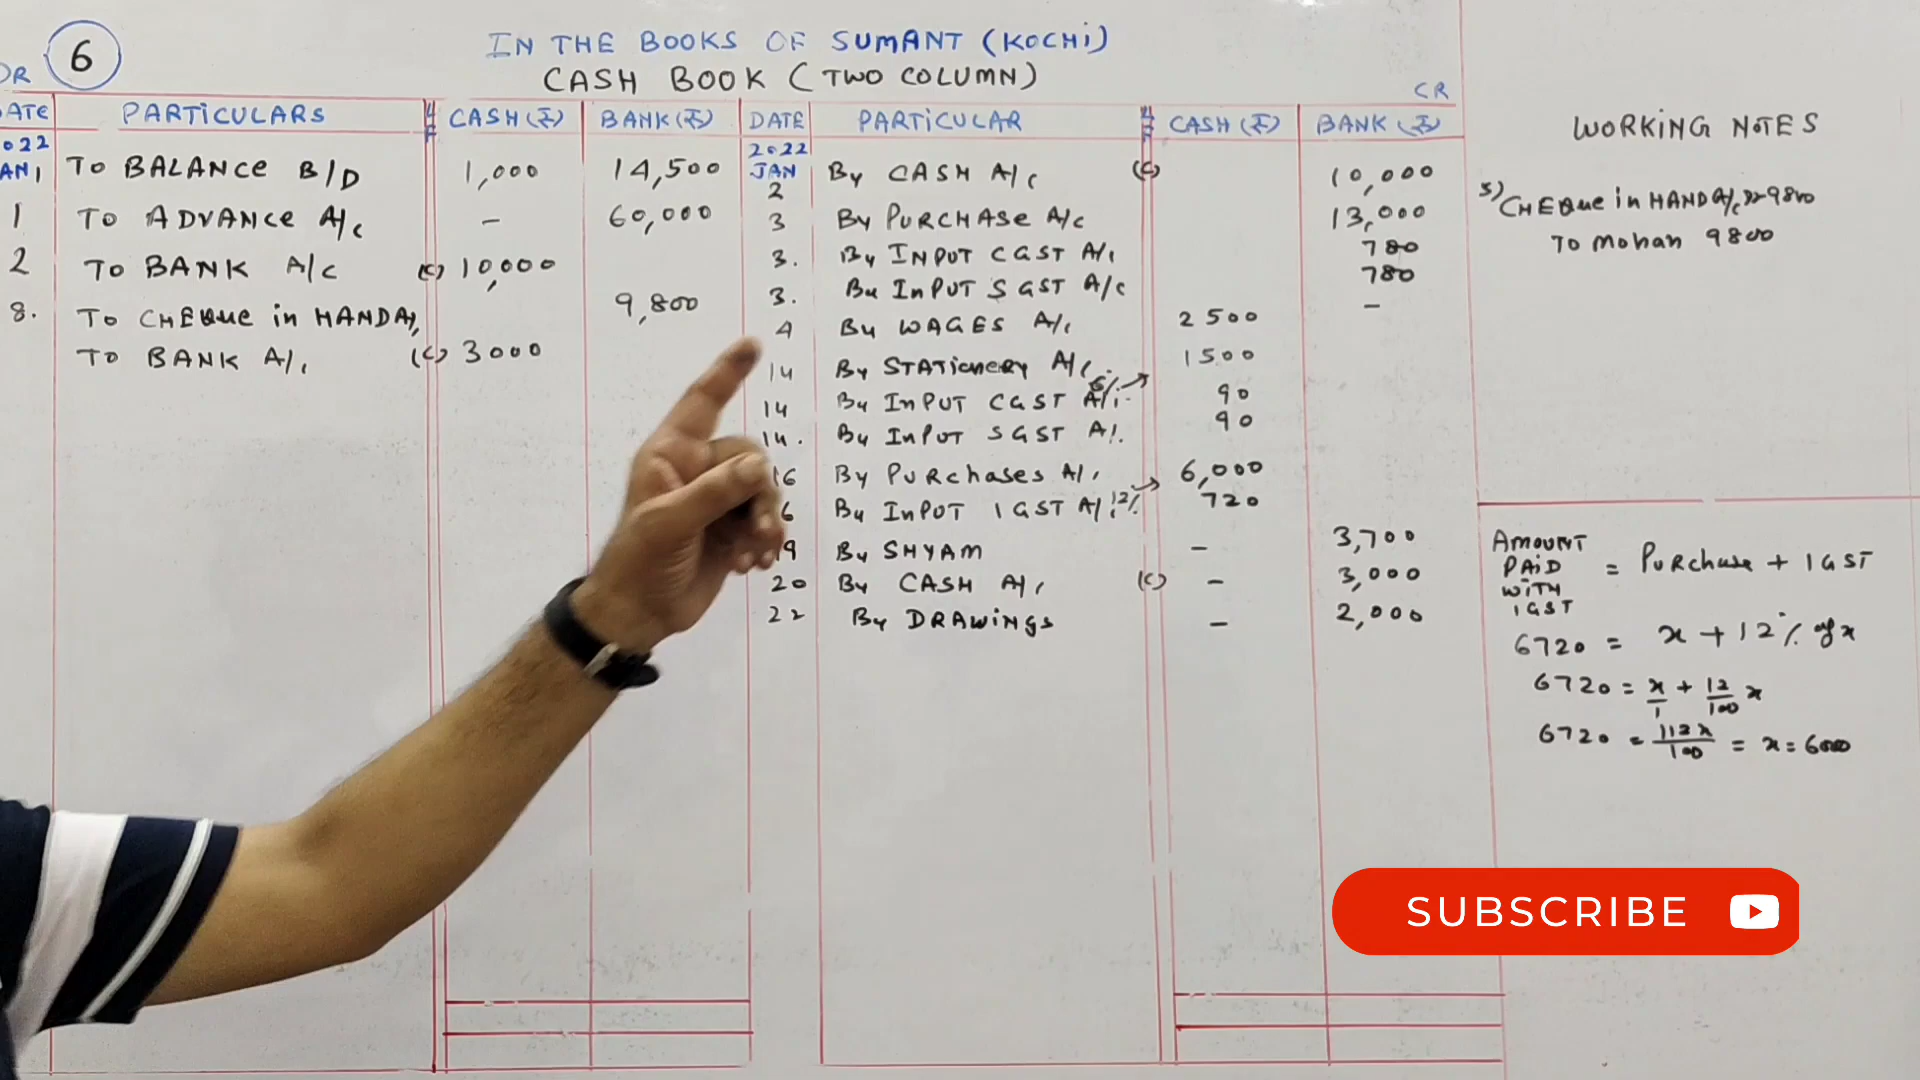 6
IN THE BOOKS OF SUMANT (KOCHI)
CASH BOOK (TWO COLUMN)
DR
CR
DATE PARTICULARS LF CASH (₹) BANK (₹) DATE PARTICULAR LF CASH (₹) BANK (₹)
2022 2022
JAN 1 TO BALANCE B/D 1,000 14,500
1 TO ADVANCE A/C - 60,000
2 TO BANK A/C (C) 10,000
8. TO CHEQue in HAND A/, 9,800
TO BANK A/, (C) 3000
JAN 2 By CASH A/C (C) 10,000
3 By PURCHASE A/C 13,000
3. By INPUT CGST A/, 780
3. By INPUT SGST A/C 780
4 By WAGES A/, 2500 -
14 By STATIONERY A/C. 1500
14 By INPUT CGST A/, 6% 90
14. By INPUT SGST A/. 90
16 By PURchases A/, 6,000
6 By INPUT IGST A/, 12% 720
19 By SHYAM - 3,700
20 By CASH A/, (C) - 3,000
22 By DRAWINGS - 2,000
WORKING NOTES
CHEQue in HAND A/C Dr 9800
TO Mohan 9800
AMOUNT PAID WITH IGST = PURchase + IGST
6720 = x + 12% of x
6720 = x/1 + 12/100 x
6720 = 112x/100 = x = 6000
SUBSCRIBE